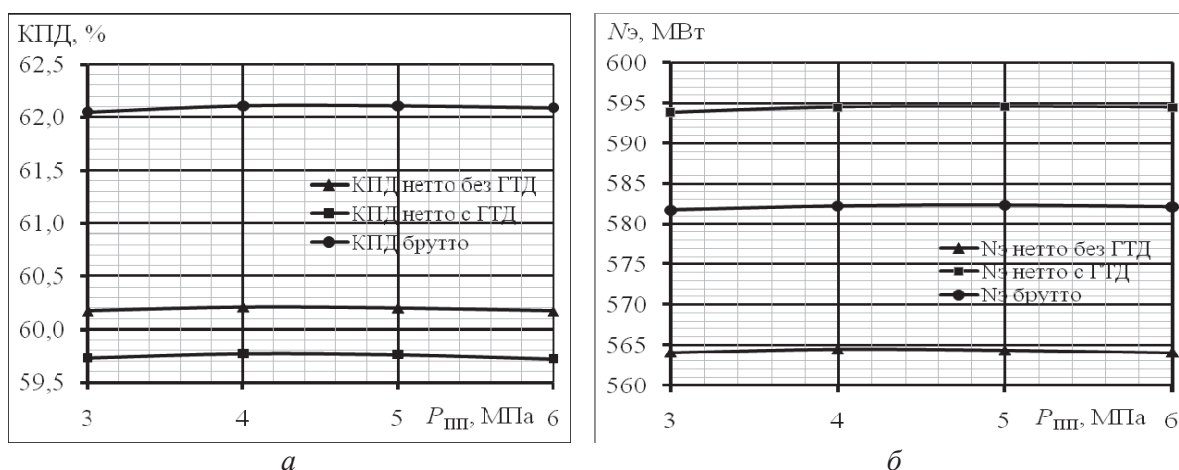 КПД, %
62,5
62,0
61,5
61,0
60,5
60,0
59,5
КПД нетто без ГТД
КПД нетто с ГТД
КПД брутто
3 4 5 Pпп, МПа 6
а
Nэ, МВт
600
595
590
585
580
575
570
565
560
Nэ нетто без ГТД
Nэ нетто с ГТД
Nэ брутто
3 4 Pпп, МПа 5 6
б